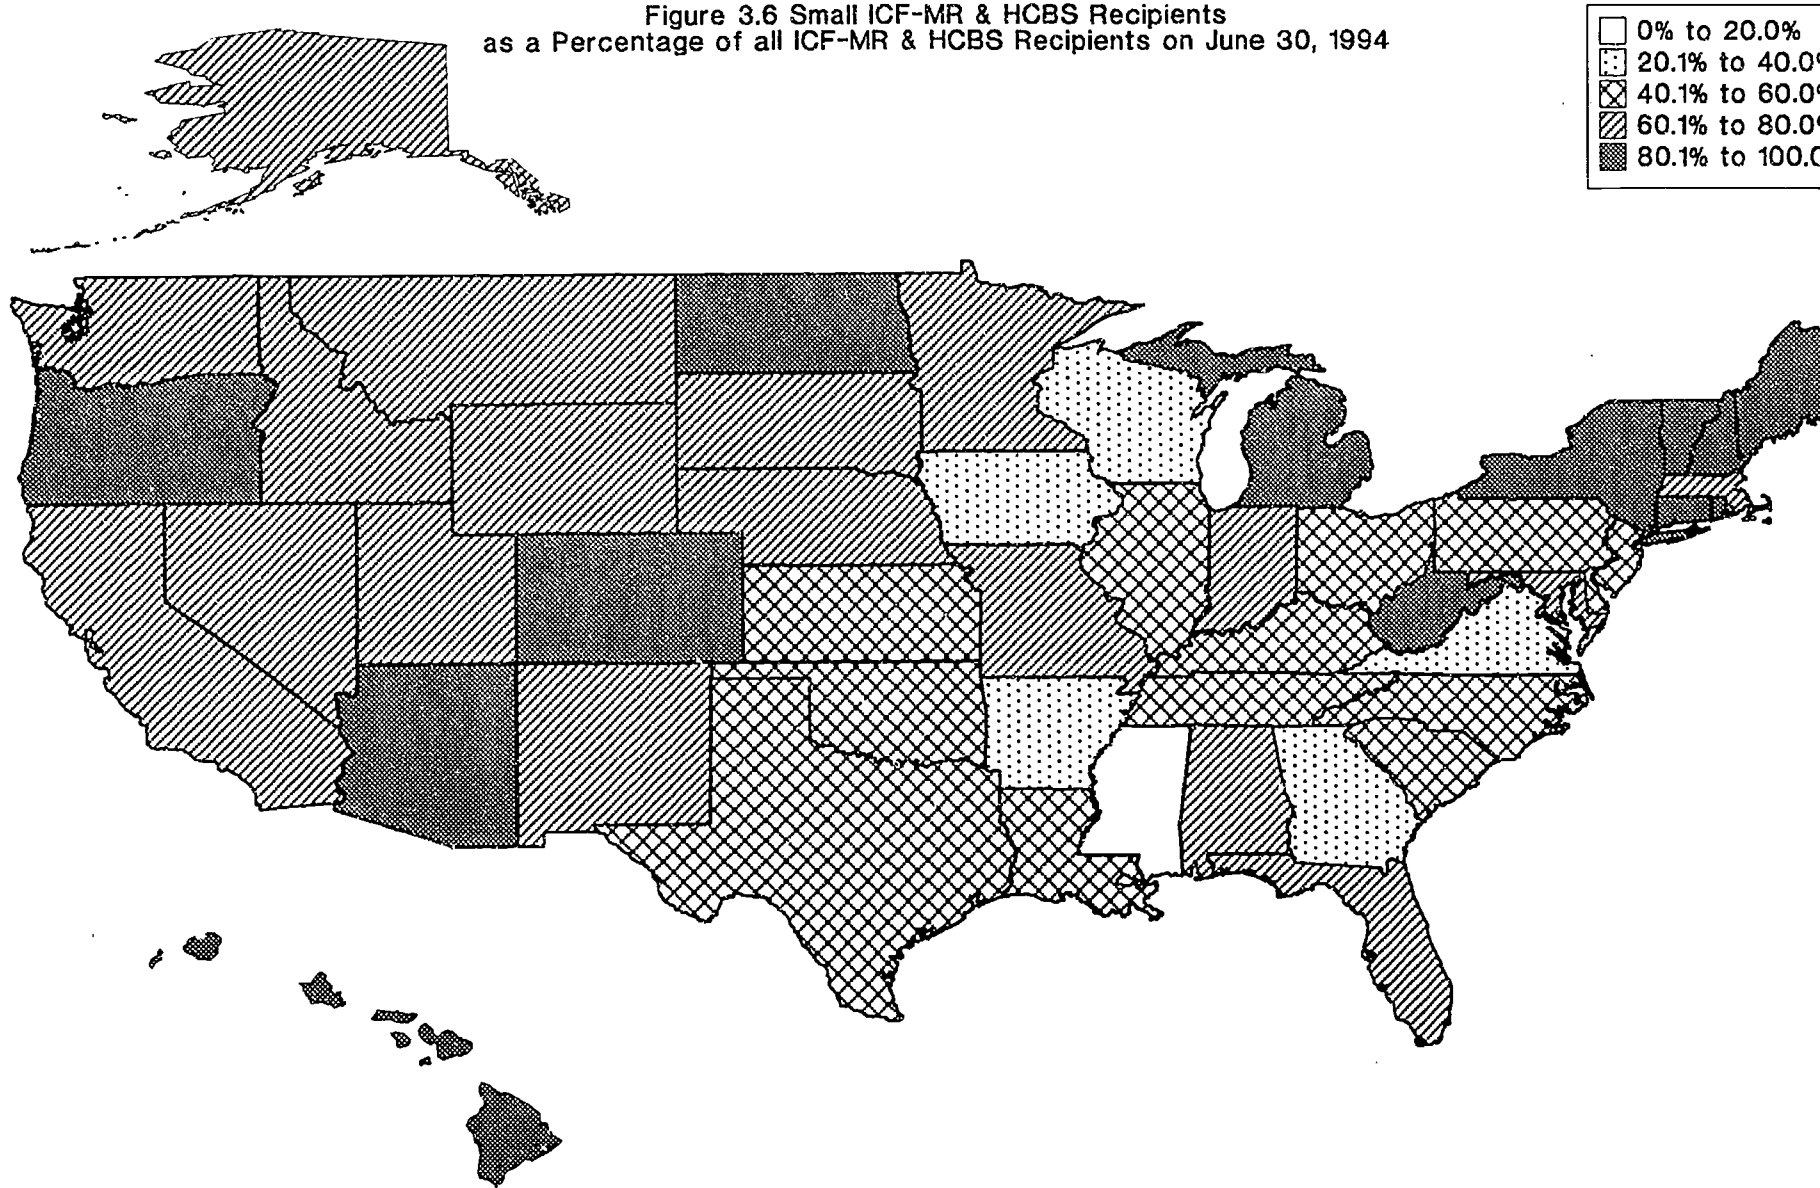 Figure 3.6 Small ICF-MR & HCBS Recipients
as a Percentage of all ICF-MR & HCBS Recipients on June 30, 1994
0% to 20.0%
20.1% to 40.0%
40.1% to 60.0%
60.1% to 80.0%
80.1% to 100.0